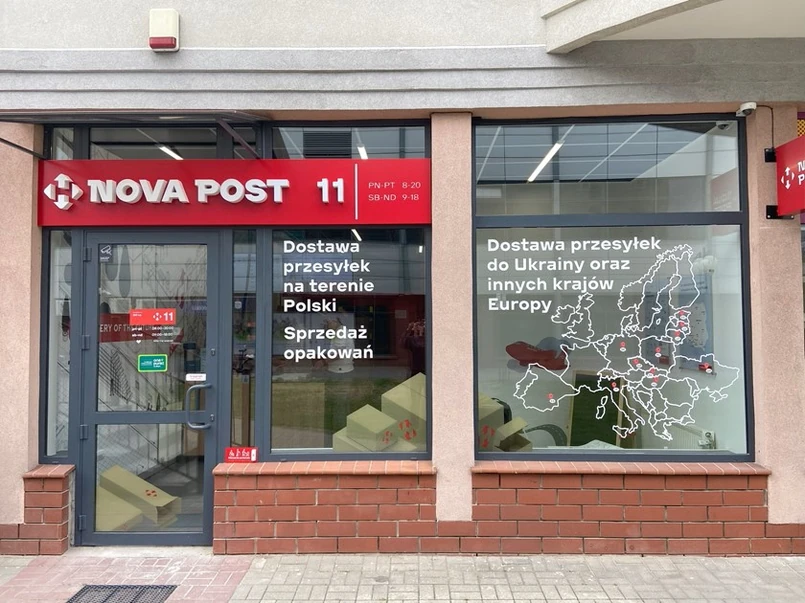 NOVA POST 11
PN-PT 8-20
SB-ND 9-18
Dostawa
przesyłek
na terenie
Polski
Sprzedaż
opakowań
Dostawa przesyłek
do Ukrainy oraz
innych krajów
Europy
11